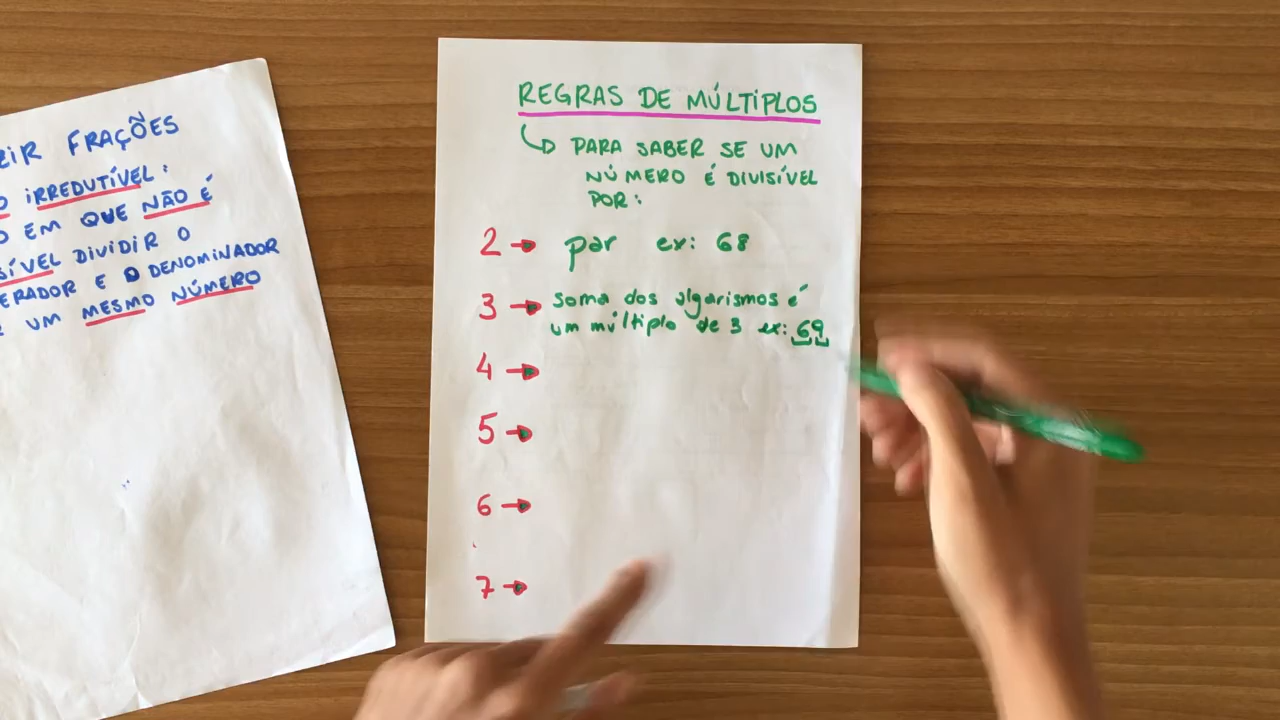 ZIR FRAÇÕES
O IRREDUTÍVEL:
O EM QUE NÃO É
SÍVEL DIVIDIR O
ERADOR E O DENOMINADOR
UM MESMO NÚMERO
REGRAS DE MÚLTIPLOS
PARA SABER SE UM
NÚMERO É DIVISÍVEL
POR:
2 → par ex: 68
3 → soma dos algarismos é
um múltiplo de 3 ex: 69
4 →
5 →
6 →
7 →